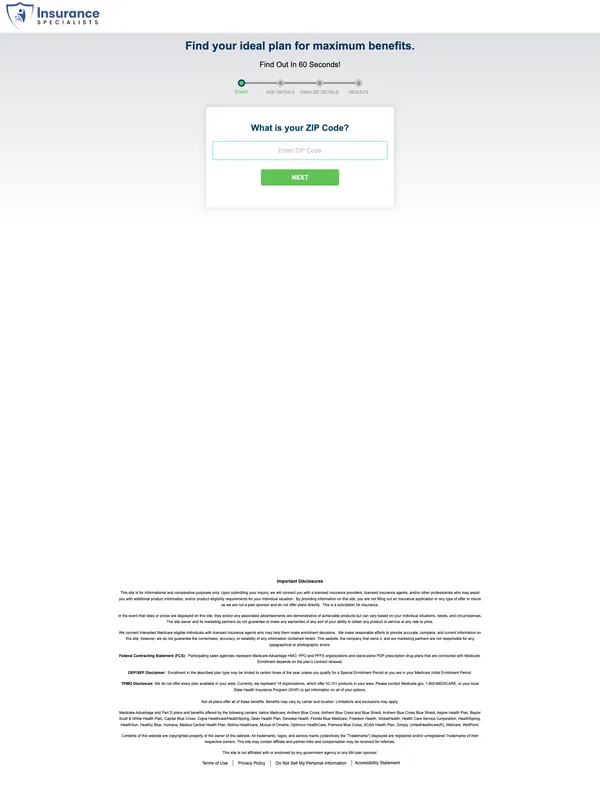 Insurance
SPECIALISTS
Find your ideal plan for maximum benefits.
Find Out In 60 Seconds!
START ADD DETAILS FINALIZE DETAILS RESULTS
What is your ZIP Code?
Enter ZIP Code
NEXT
Important Disclosures
This site is for informational and comparative purposes only. Upon submitting your inquiry we will connect you with a licensed insurance providers, licensed insurance agents, and/or other professionals who may assist
you with additional product information, and/or product eligibility requirements for your individual situation. By providing information on this site, you are not filling out an insurance application or any type of offer to insure
as we are not a plan sponsor and do not offer plans directly. This is a solicitation for insurance.
In the event that rates or prices are displayed on this site, they and/or any associated advertisements are demonstrative of achievable products but can vary based on your individual situations, needs, and circumstances.
The site owner and its marketing partners do not guarantee or make any warranties of any sort of your ability to obtain any product or service at any rate or price.
We connect interested Medicare eligible individuals with licensed insurance agents who may help them make enrollment decisions. We make reasonable efforts to provide accurate, complete, and current information on
this site, however; we do not guarantee the correctness, accuracy, or reliability of any information contained herein. This website, the company that owns it, and our marketing partners are not responsible for any
typographical or photographic errors.
Federal Contracting Statement (FCS): Participating sales agencies represent Medicare Advantage HMO, PPO and PFFS organizations and stand-alone PDP prescription drug plans that are contracted with Medicare.
Enrollment depends on the plan's contract renewal.
OEP/SEP Disclaimer: Enrollment in the described plan type may be limited to certain times of the year unless you qualify for a Special Enrollment Period or you are in your Medicare Initial Enrollment Period.
TPMO Disclosure: We do not offer every plan available in your area. Currently, we represent 18 organizations, which offer 52,101 products in your area. Please contact Medicare.gov, 1-800-MEDICARE, or your local
State Health Insurance Program (SHIP) to get information on all of your options.
Not all plans offer all of these benefits. Benefits may vary by carrier and location. Limitations and exclusions may apply.
Medicare Advantage and Part D plans and benefits offered by the following carriers: Aetna Medicare, Anthem Blue Cross, Anthem Blue Cross and Blue Shield, Anthem Blue Cross Blue Shield, Aspire Health Plan, Baylor
Scott & White Health Plan, Capital Blue Cross, Cigna HealthcareHealthSpring, Dean Health Plan, Devoted Health, Florida Blue Medicare, Freedom Health, GlobalHealth, Health Care Service Corporation, HealthSpring,
HealthSun, Healthy Blue, Humana, Medica Central Health Plan, Molina Healthcare, Mutual of Omaha, Optimum HealthCare, Premera Blue Cross, SCAN Health Plan, Simply, UnitedHealthcare(R), Wellcare, WellPoint.
Contents of this website are copyrighted property of the owner of this website. All trademarks, logos, and service marks (collectively the "Trademarks") displayed are registered and/or unregistered Trademarks of their
respective owners. This site may contain affiliate and partner links and compensation may be received for referrals.
This site is not affiliated with or endorsed by any government agency or any MA plan sponsor.
Terms of Use | Privacy Policy | Do Not Sell My Personal Information | Accessibility Statement